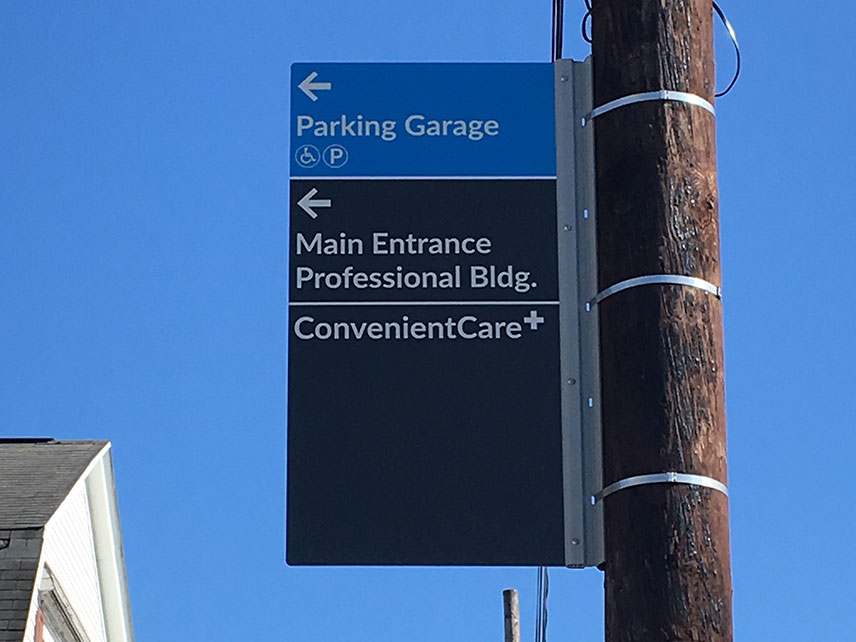 Parking Garage
P
Main Entrance
Professional Bldg.
ConvenientCare+